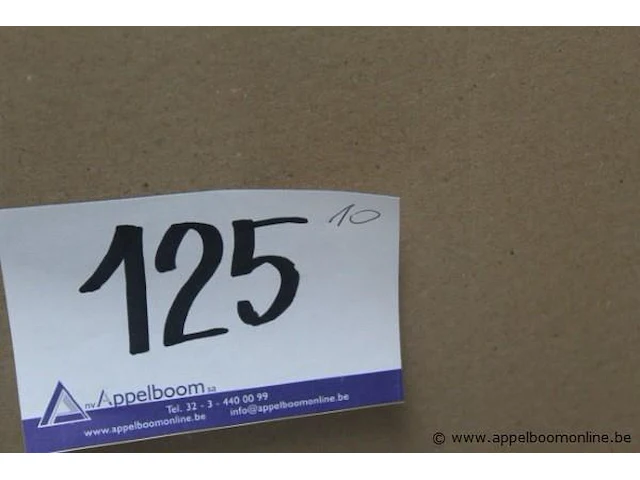 125 10
nv Appelboom sa
Tel. 32 - 3 - 440 00 99
www.appelboom.be info@appelboomonline.be
© www.appelboomonline.be